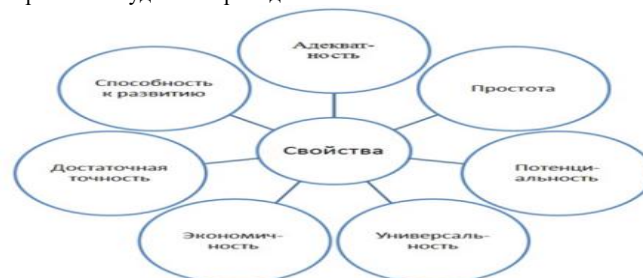 Адекват-
ность
Простота
Потенци-
альность
Универсаль-
ность
Экономич-
ность
Достаточная
точность
Способность
к развитию
Свойства